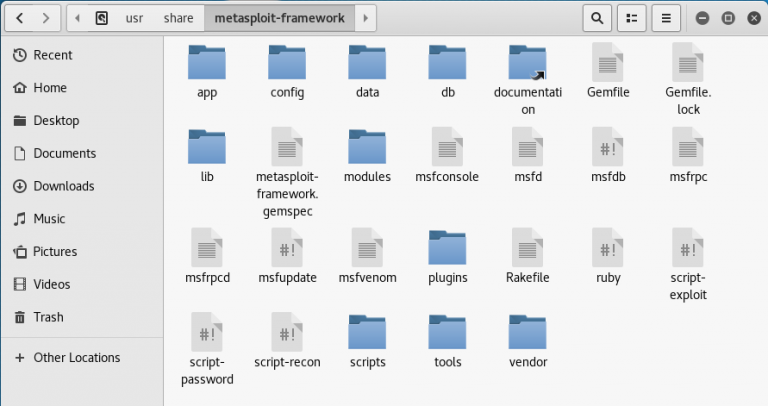 usr share metasploit-framework
Recent
Home
Desktop
Documents
Downloads
Music
Pictures
Videos
Trash
+ Other Locations
app config data db documentati Gemfile Gemfile.
on lock
lib metasploit- modules msfconsole msfd msfdb msfrpc
framework.
gemspec
#!
msfrpcd msfupdate msfvenom plugins Rakefile ruby script-
exploit
#! #! #!
script- script-recon scripts tools vendor
password
#! #!